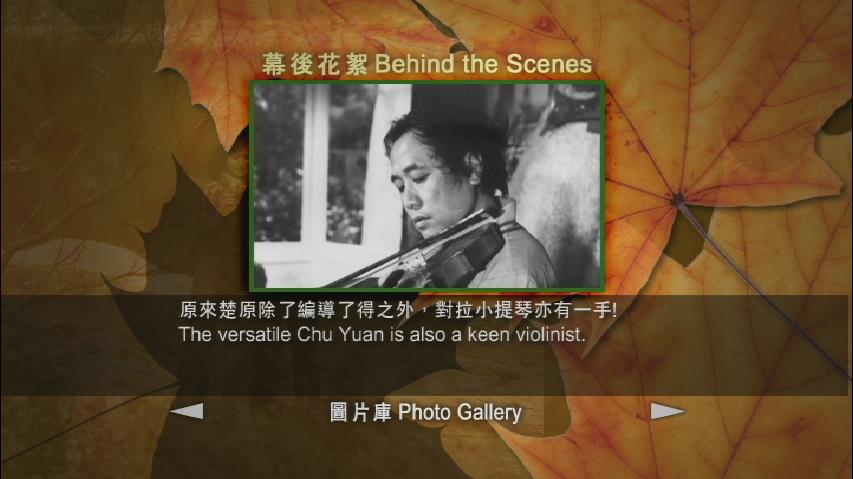 幕後花絮 Behind the Scenes
原來楚原除了編導了得之外，對拉小提琴亦有一手!
The versatile Chu Yuan is also a keen violinist.
圖片庫 Photo Gallery